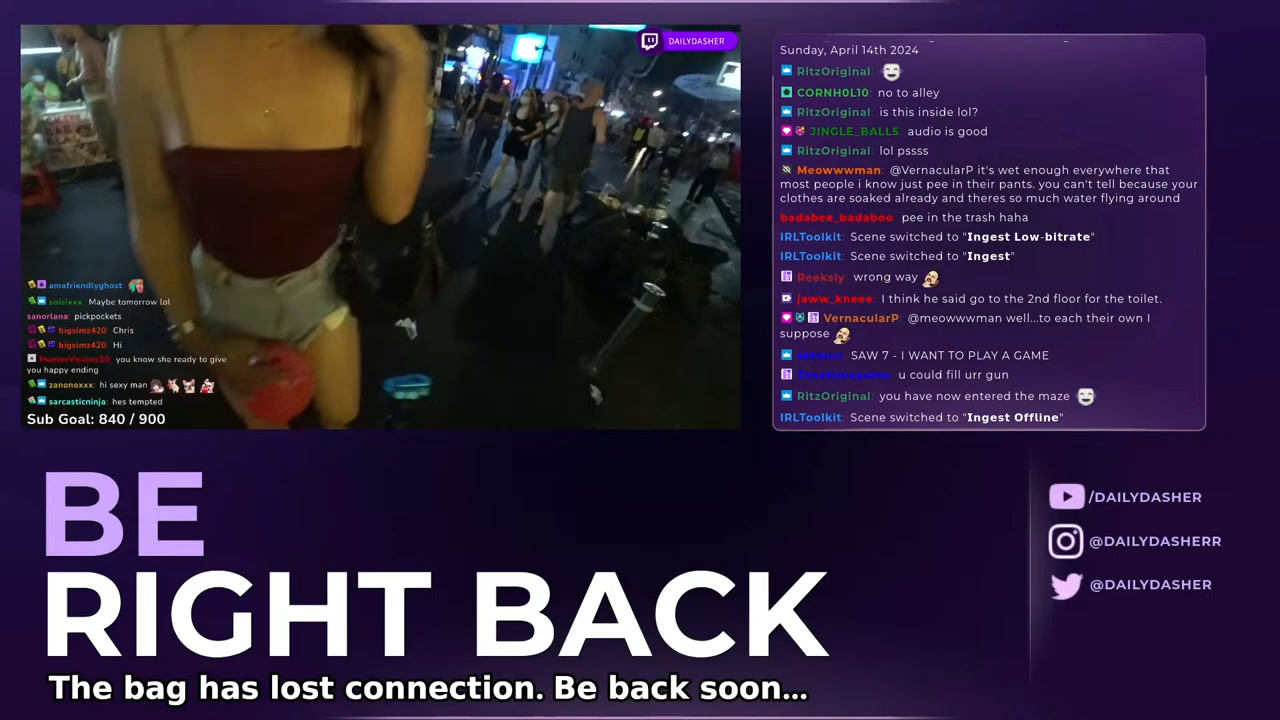 DAILYDASHER
amafriendlyghost
soisixxx: Maybe tomorrow lol
sanorlana: pickpockets
bigsimz420: Chris
bigsimz420: Hi
HunterVisions10 you know she ready to give
you happy ending
zanonoxxx: hi sexy man
sarcasticninja: hes tempted
Sub Goal: 840 / 900
Sunday, April 14th 2024
RitzOriginal:
CORNH0L10: no to alley
RitzOriginal: is this inside lol?
JINGLE_BALL5: audio is good
RitzOriginal: lol pssss
Meowwwman: @VernacularP it's wet enough everywhere that
most people i know just pee in their pants. you can't tell because your
clothes are soaked already and theres so much water flying around
badabee_badaboo: pee in the trash haha
IRLToolkit: Scene switched to "Ingest Low-bitrate"
IRLToolkit: Scene switched to "Ingest"
Reeksly: wrong way
jaww_kneee: I think he said go to the 2nd floor for the toilet.
VernacularP: @meowwwman well...to each their own I
suppose
SAW 7 - I WANT TO PLAY A GAME
u could fill urr gun
RitzOriginal: you have now entered the maze
IRLToolkit: Scene switched to "Ingest Offline"
BE
RIGHT BACK
The bag has lost connection. Be back soon...
/DAILYDASHER
@DAILYDASHERR
@DAILYDASHER